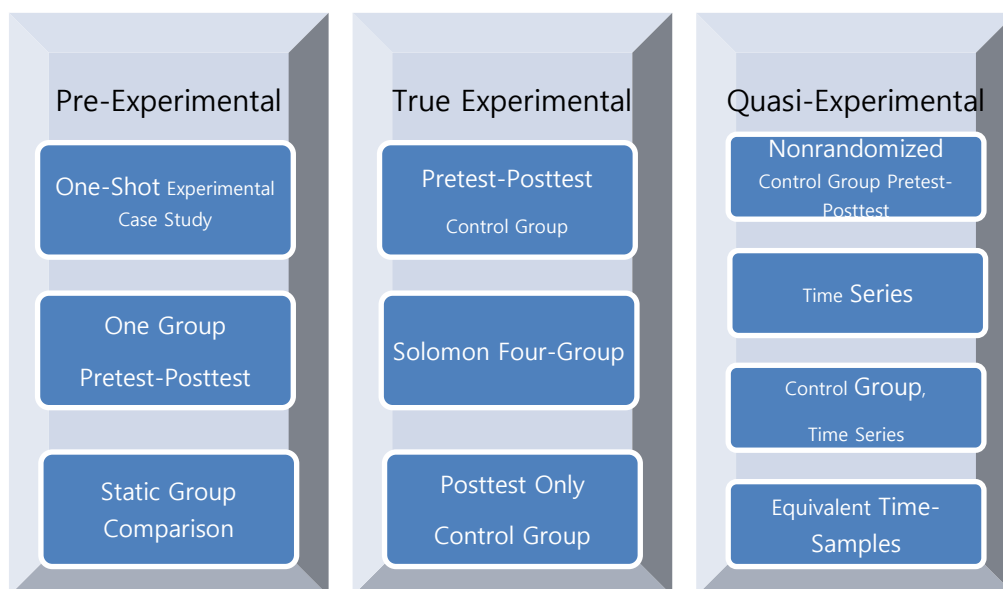 Pre-Experimental
One-Shot Experimental
Case Study
One Group
Pretest-Posttest
Static Group
Comparison
True Experimental
Pretest-Posttest
Control Group
Solomon Four-Group
Posttest Only
Control Group
Quasi-Experimental
Nonrandomized
Control Group Pretest-
Posttest
Time Series
Control Group,
Time Series
Equivalent Time-
Samples